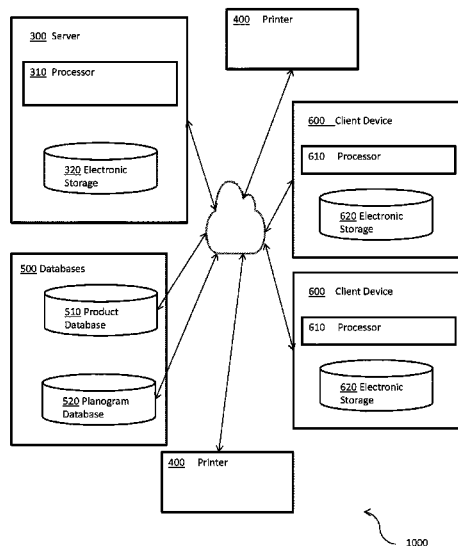 300 Server
310 Processor
320 Electronic
Storage
400 Printer
600 Client Device
610 Processor
620 Electronic
Storage
500 Databases
510 Product
Database
520 Planogram
Database
600 Client Device
610 Processor
620 Electronic
Storage
400 Printer
1000